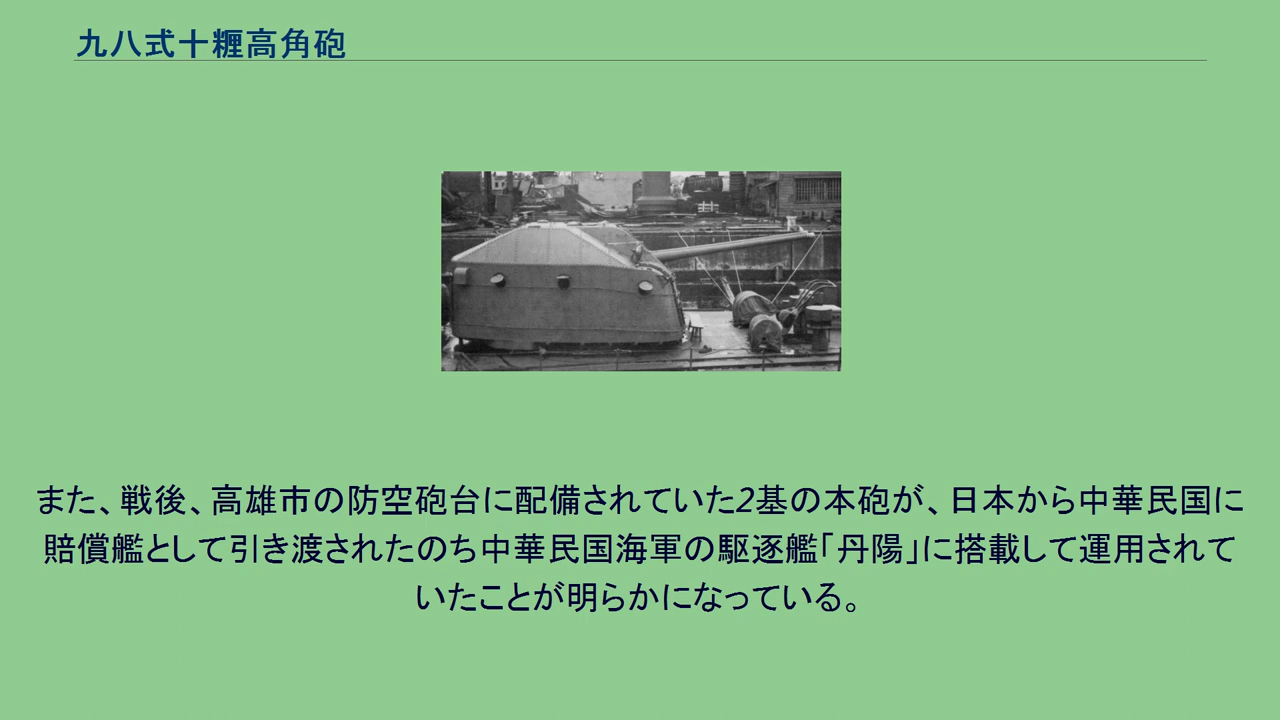 九八式十糎高角砲
また、戦後、高雄市の防空砲台に配備されていた2基の本砲が、日本から中華民国に
賠償艦として引き渡されたのち中華民国海軍の駆逐艦｢丹陽｣に搭載して運用されて
いたことが明らかになっている。